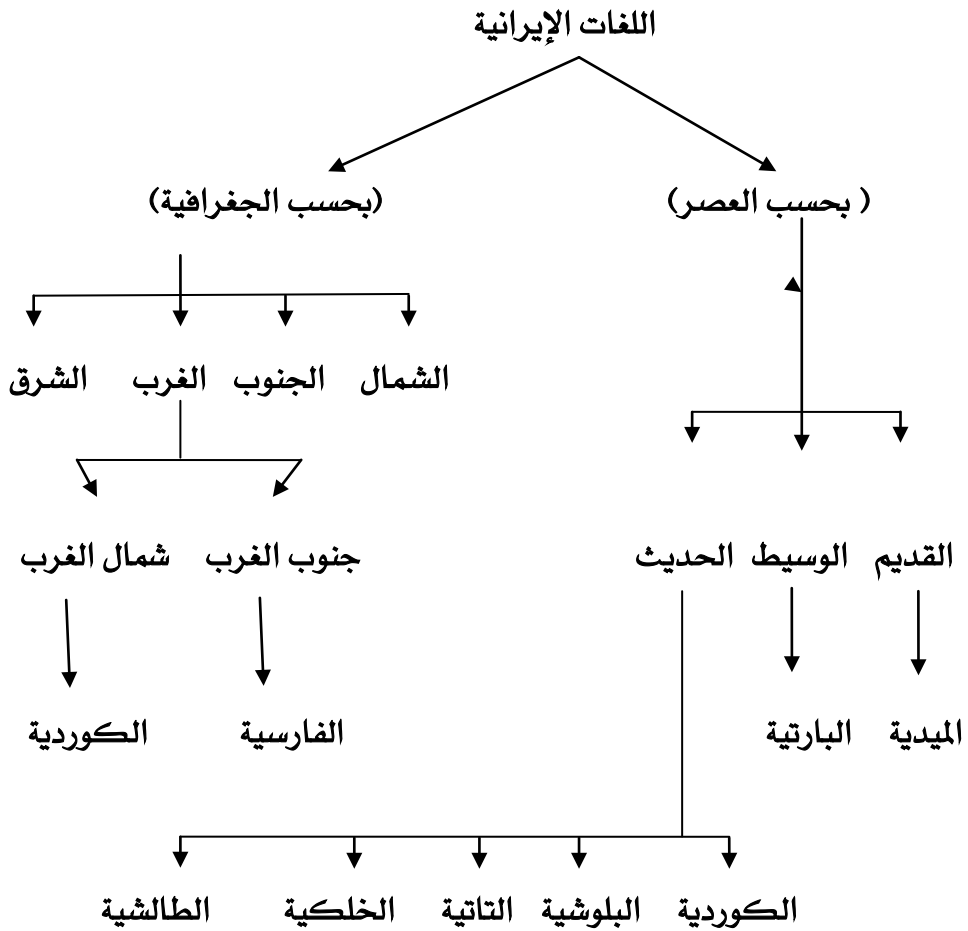 اللغات الإيرانية
( بحسب العصر) (بحسب الجغرافية)
الشمال الجنوب الغرب الشرق
القديم الوسيط الحديث جنوب الغرب شمال الغرب
الميدية البارتية الفارسية الكوردية
الكوردية البلوشية التاتية الخلكية الطالشية